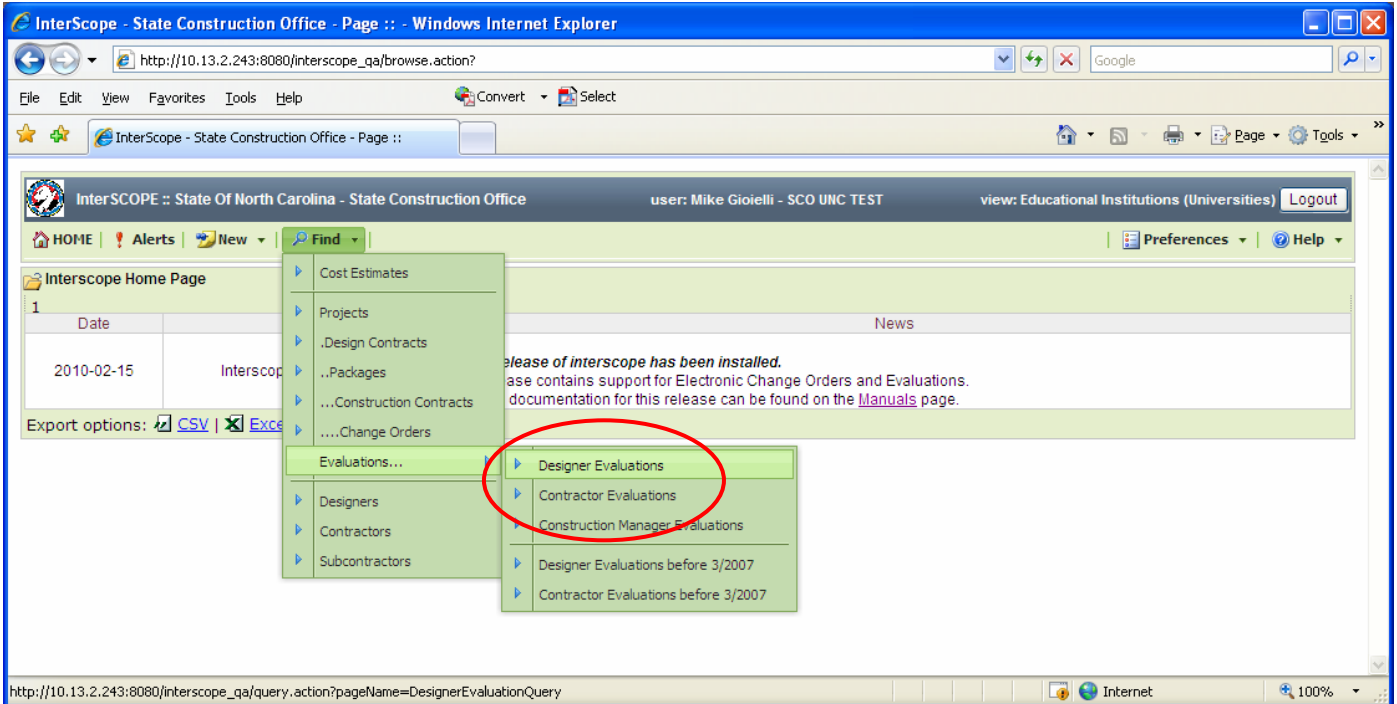 InterScope - State Construction Office - Page :: - Windows Internet Explorer
http://10.13.2.243:8080/interscope_qa/browse.action?
Google
File Edit View Favorites Tools Help Convert Select
InterScope - State Construction Office - Page :: Page Tools »
InterSCOPE :: State Of North Carolina - State Construction Office user: Mike Gioielli - SCO UNC TEST view: Educational Institutions (Universities) Logout
HOME | Alerts | New | Find | | Preferences | Help
Interscope Home Page
1
Date News
2010-02-15 Interscop elease of interscope has been installed.
ase contains support for Electronic Change Orders and Evaluations.
documentation for this release can be found on the Manuals page.
Export options: CSV | Exce
Cost Estimates
Projects
.Design Contracts
..Packages
...Construction Contracts
....Change Orders
Evaluations...
Designers
Contractors
Subcontractors
Designer Evaluations
Contractor Evaluations
Construction Manager Evaluations
Designer Evaluations before 3/2007
Contractor Evaluations before 3/2007
http://10.13.2.243:8080/interscope_qa/query.action?pageName=DesignerEvaluationQuery Internet 100%